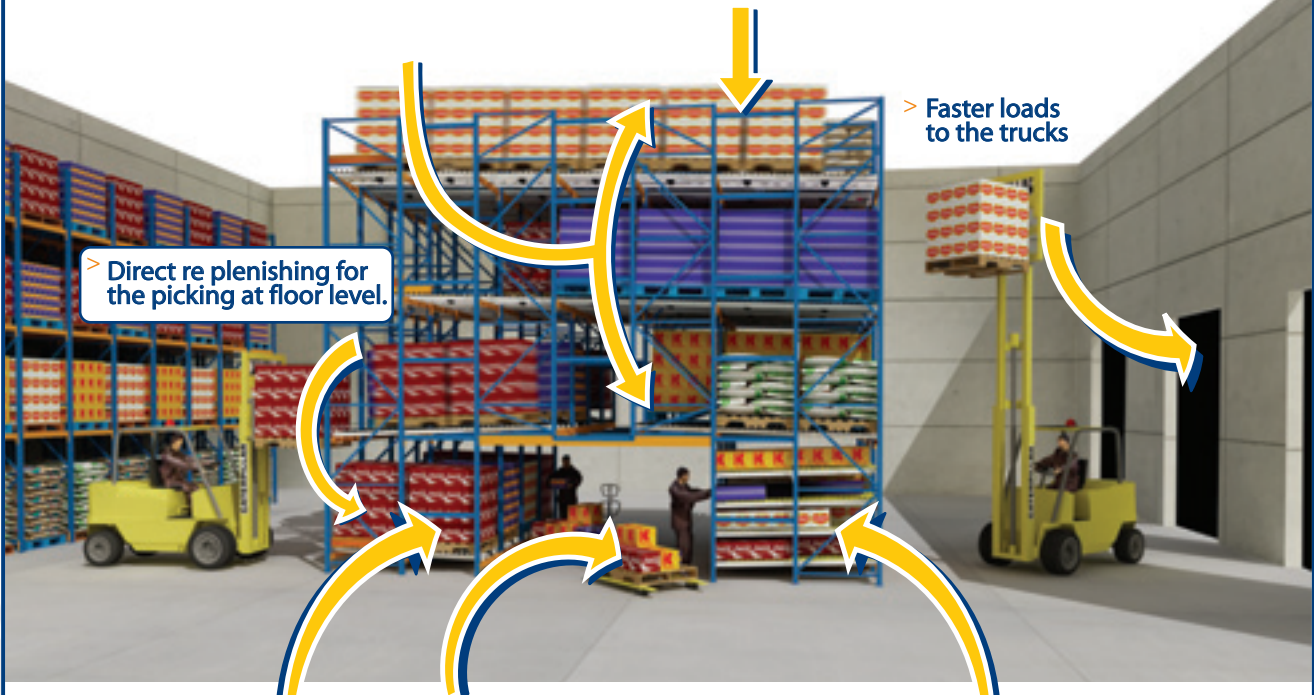 > Faster loads
to the trucks
> Direct re plenishing for
the picking at floor level.